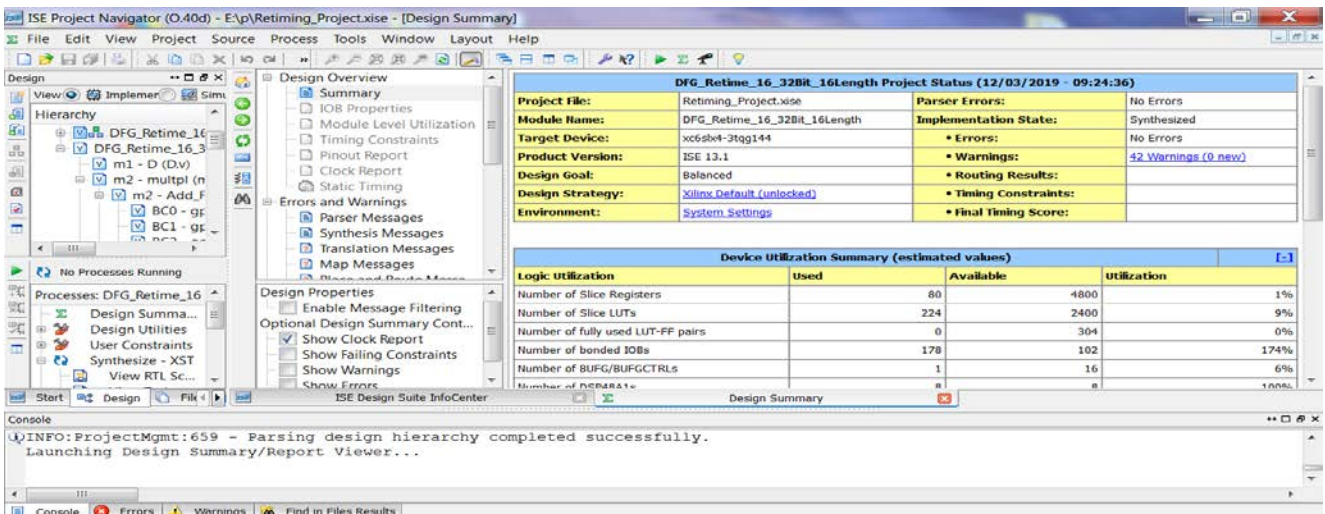 ISE Project Navigator (O.40d) - E:\p\Retiming_Project.xise - [Design Summary]
File Edit View Project Source Process Tools Window Layout Help
Design
View Implemen Simu
Hierarchy
DFG_Retime_16
DFG_Retime_16_3
m1 - D (D.v)
m2 - multpl (n
m2 - Add_F
BC0 - gp
BC1 - gp
No Processes Running
Processes: DFG_Retime_16
Design Summa...
Design Utilities
User Constraints
Synthesize - XST
View RTL Sc...
Start Design File
Design Overview
Summary
IOB Properties
Module Level Utilization
Timing Constraints
Pinout Report
Clock Report
Static Timing
Errors and Warnings
Parser Messages
Synthesis Messages
Translation Messages
Map Messages
Design Properties
Enable Message Filtering
Optional Design Summary Cont...
Show Clock Report
Show Failing Constraints
Show Warnings
Show Errors
ISE Design Suite InfoCenter
Design Summary
DFG_Retime_16_32Bit_16Length Project Status (12/03/2019 - 09:24:36)
Project File: Retiming_Project.xise Parser Errors: No Errors
Module Name: DFG_Retime_16_32Bit_16Length Implementation State: Synthesized
Target Device: xc6slx4-3tqg144 • Errors: No Errors
Product Version: ISE 13.1 • Warnings: 42 Warnings (0 new)
Design Goal: Balanced • Routing Results:
Design Strategy: Xilinx Default (unlocked) • Timing Constraints:
Environment: System Settings • Final Timing Score:
Device Utilization Summary (estimated values) [-]
Logic Utilization Used Available Utilization
Number of Slice Registers 80 4800 1%
Number of Slice LUTs 224 2400 9%
Number of fully used LUT-FF pairs 0 304 0%
Number of bonded IOBs 178 102 174%
Number of BUFG/BUFGCTRLs 1 16 6%
Number of DSP48A1s 8 8 100%
Console
INFO:ProjectMgmt:659 - Parsing design hierarchy completed successfully.
Launching Design Summary/Report Viewer...
Console Errors Warnings Find in Files Results